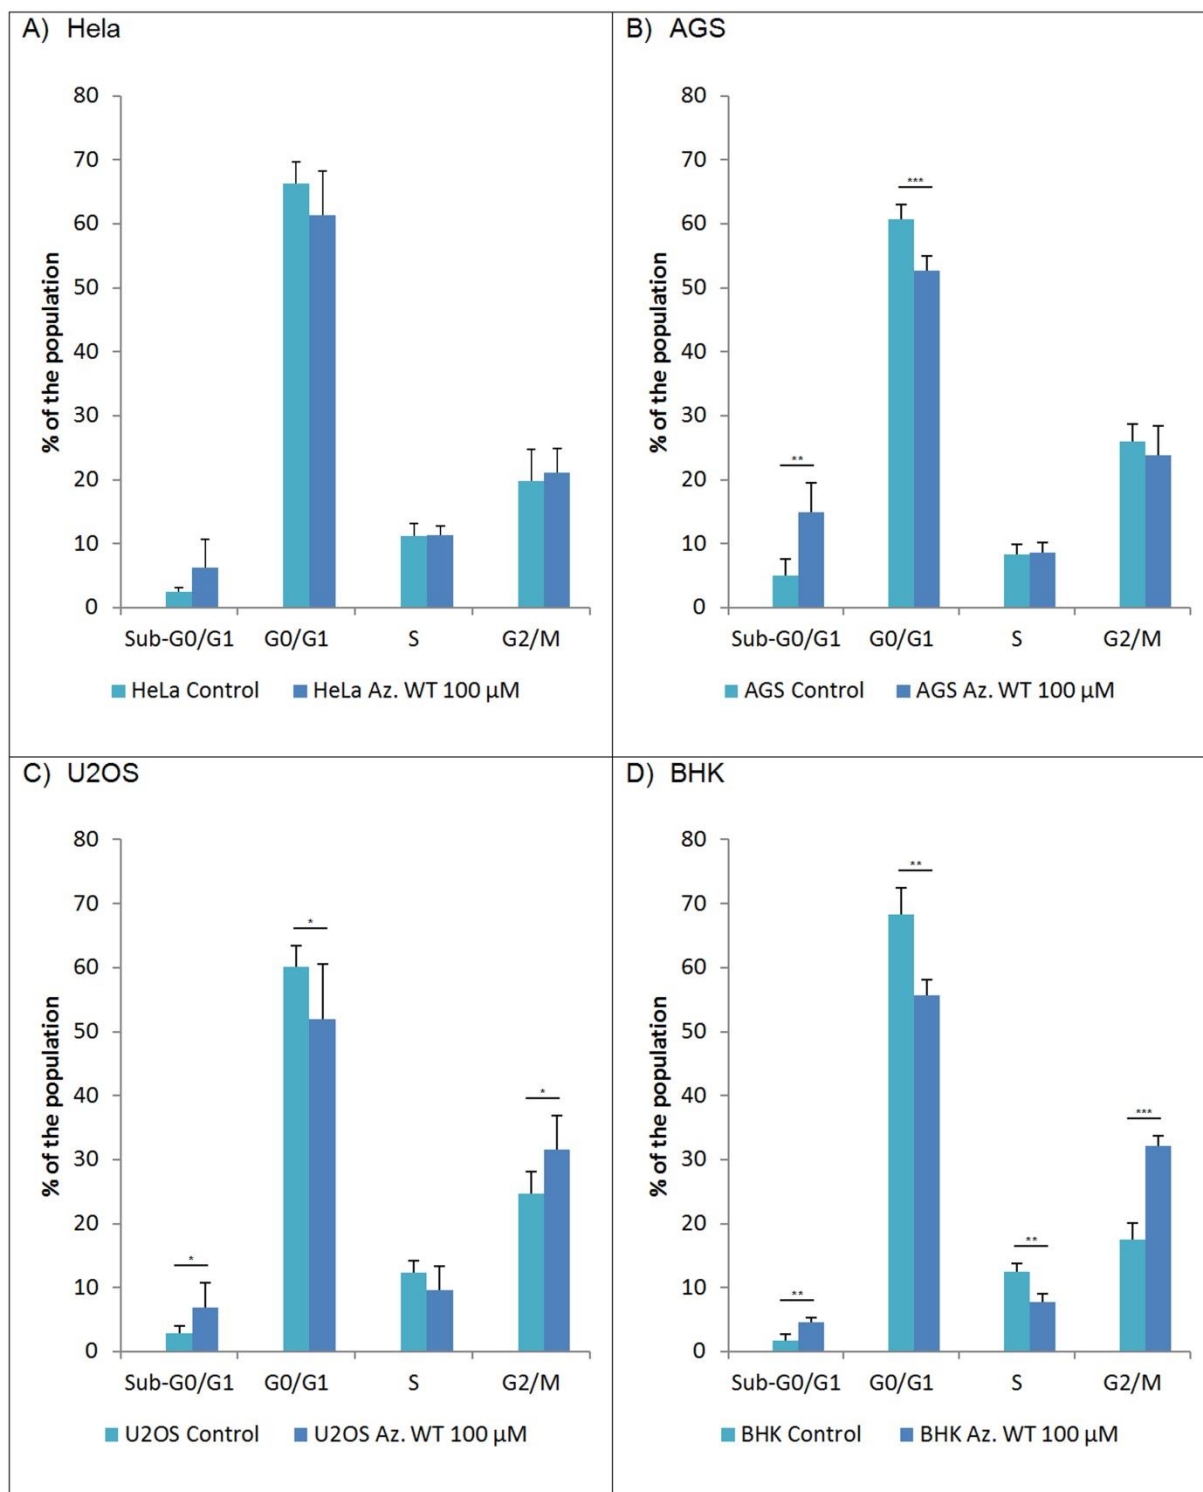 A) Hela
80
70
60
50
40
30
20
10
0
% of the population
Sub-G0/G1 G0/G1 S G2/M
HeLa Control HeLa Az. WT 100 µM
B) AGS
80
70
60
50
40
30
20
10
0
% of the population
***
**
Sub-G0/G1 G0/G1 S G2/M
AGS Control AGS Az. WT 100 µM
C) U2OS
80
70
60
50
40
30
20
10
0
% of the population
*
*
*
Sub-G0/G1 G0/G1 S G2/M
U2OS Control U2OS Az. WT 100 µM
D) BHK
80
70
60
50
40
30
20
10
0
% of the population
**
***
**
**
Sub-G0/G1 G0/G1 S G2/M
BHK Control BHK Az. WT 100 µM